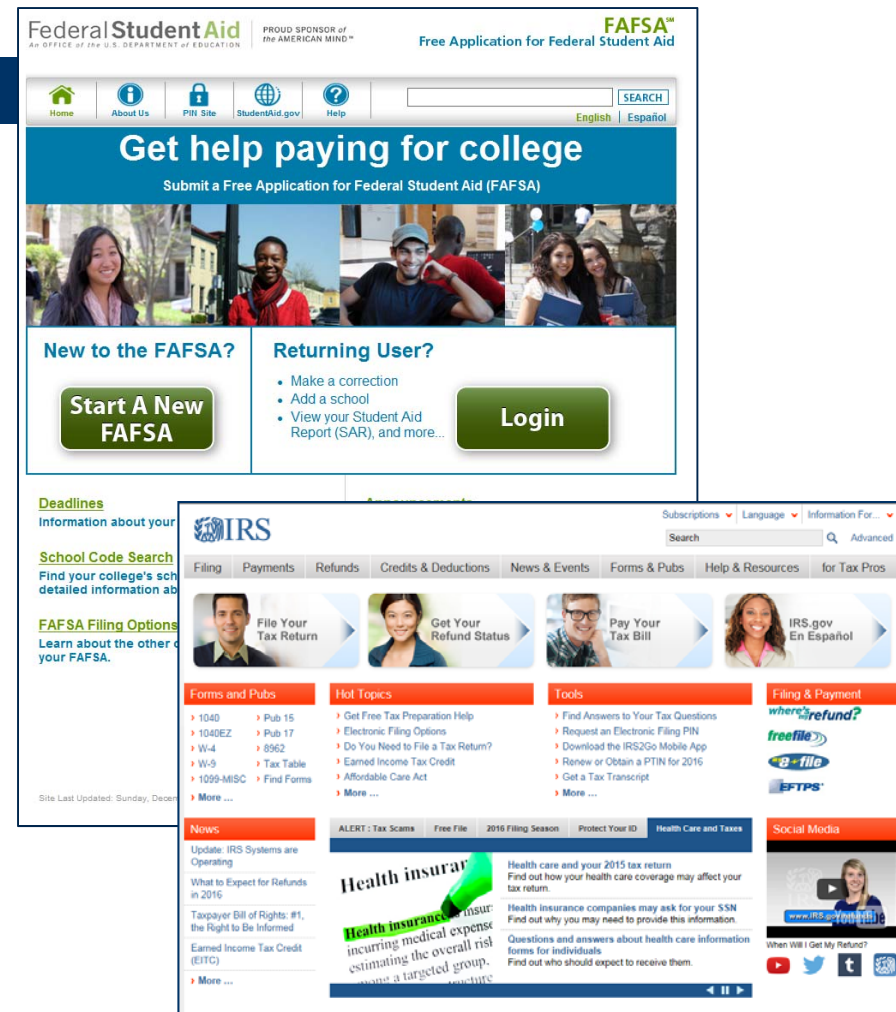 Federal Student Aid
An OFFICE of the U.S. DEPARTMENT of EDUCATION
PROUD SPONSOR of
the AMERICAN MIND™
FAFSA℠
Free Application for Federal Student Aid
Home
About Us
PIN Site
StudentAid.gov
Help
SEARCH
English | Español
Get help paying for college
Submit a Free Application for Federal Student Aid (FAFSA)
New to the FAFSA?
Start A New
FAFSA
Returning User?
• Make a correction
• Add a school
• View your Student Aid
Report (SAR), and more...
Login
Deadlines
Information about your
School Code Search
Find your college's sch
detailed information ab
FAFSA Filing Options
Learn about the other
your FAFSA.
Site Last Updated: Sunday, Decem
IRS
Subscriptions
Language
Information For...
Search
Advanced
Filing
Payments
Refunds
Credits & Deductions
News & Events
Forms & Pubs
Help & Resources
for Tax Pros
File Your
Tax Return
Get Your
Refund Status
Pay Your
Tax Bill
IRS.gov
En Español
Forms and Pubs
1040
1040EZ
W-4
W-9
1099-MISC
More ...
Pub 15
Pub 17
8962
Tax Table
Find Forms
Hot Topics
Get Free Tax Preparation Help
Electronic Filing Options
Do You Need to File a Tax Return?
Earned Income Tax Credit
Affordable Care Act
More ...
Tools
Find Answers to Your Tax Questions
Request an Electronic Filing PIN
Download the IRS2Go Mobile App
Renew or Obtain a PTIN for 2016
Get a Tax Transcript
More ...
Filing & Payment
where's my refund?
freefile
e-file
EFTPS
News
Update: IRS Systems are
Operating
What to Expect for Refunds
in 2016
Taxpayer Bill of Rights: #1,
the Right to Be Informed
Earned Income Tax Credit
(EITC)
More ...
ALERT : Tax Scams
Free File
2016 Filing Season
Protect Your ID
Health Care and Taxes
Health insurar
Health insurance insur
incurring medical expense
estimating the overall risk
among a targeted group,
structure
Health care and your 2015 tax return
Find out how your health care coverage may affect your
tax return.
Health insurance companies may ask for your SSN
Find out why you may need to provide this information.
Questions and answers about health care information
forms for individuals
Find out who should expect to receive them.
Social Media
YouTube
When Will I Get My Refund?